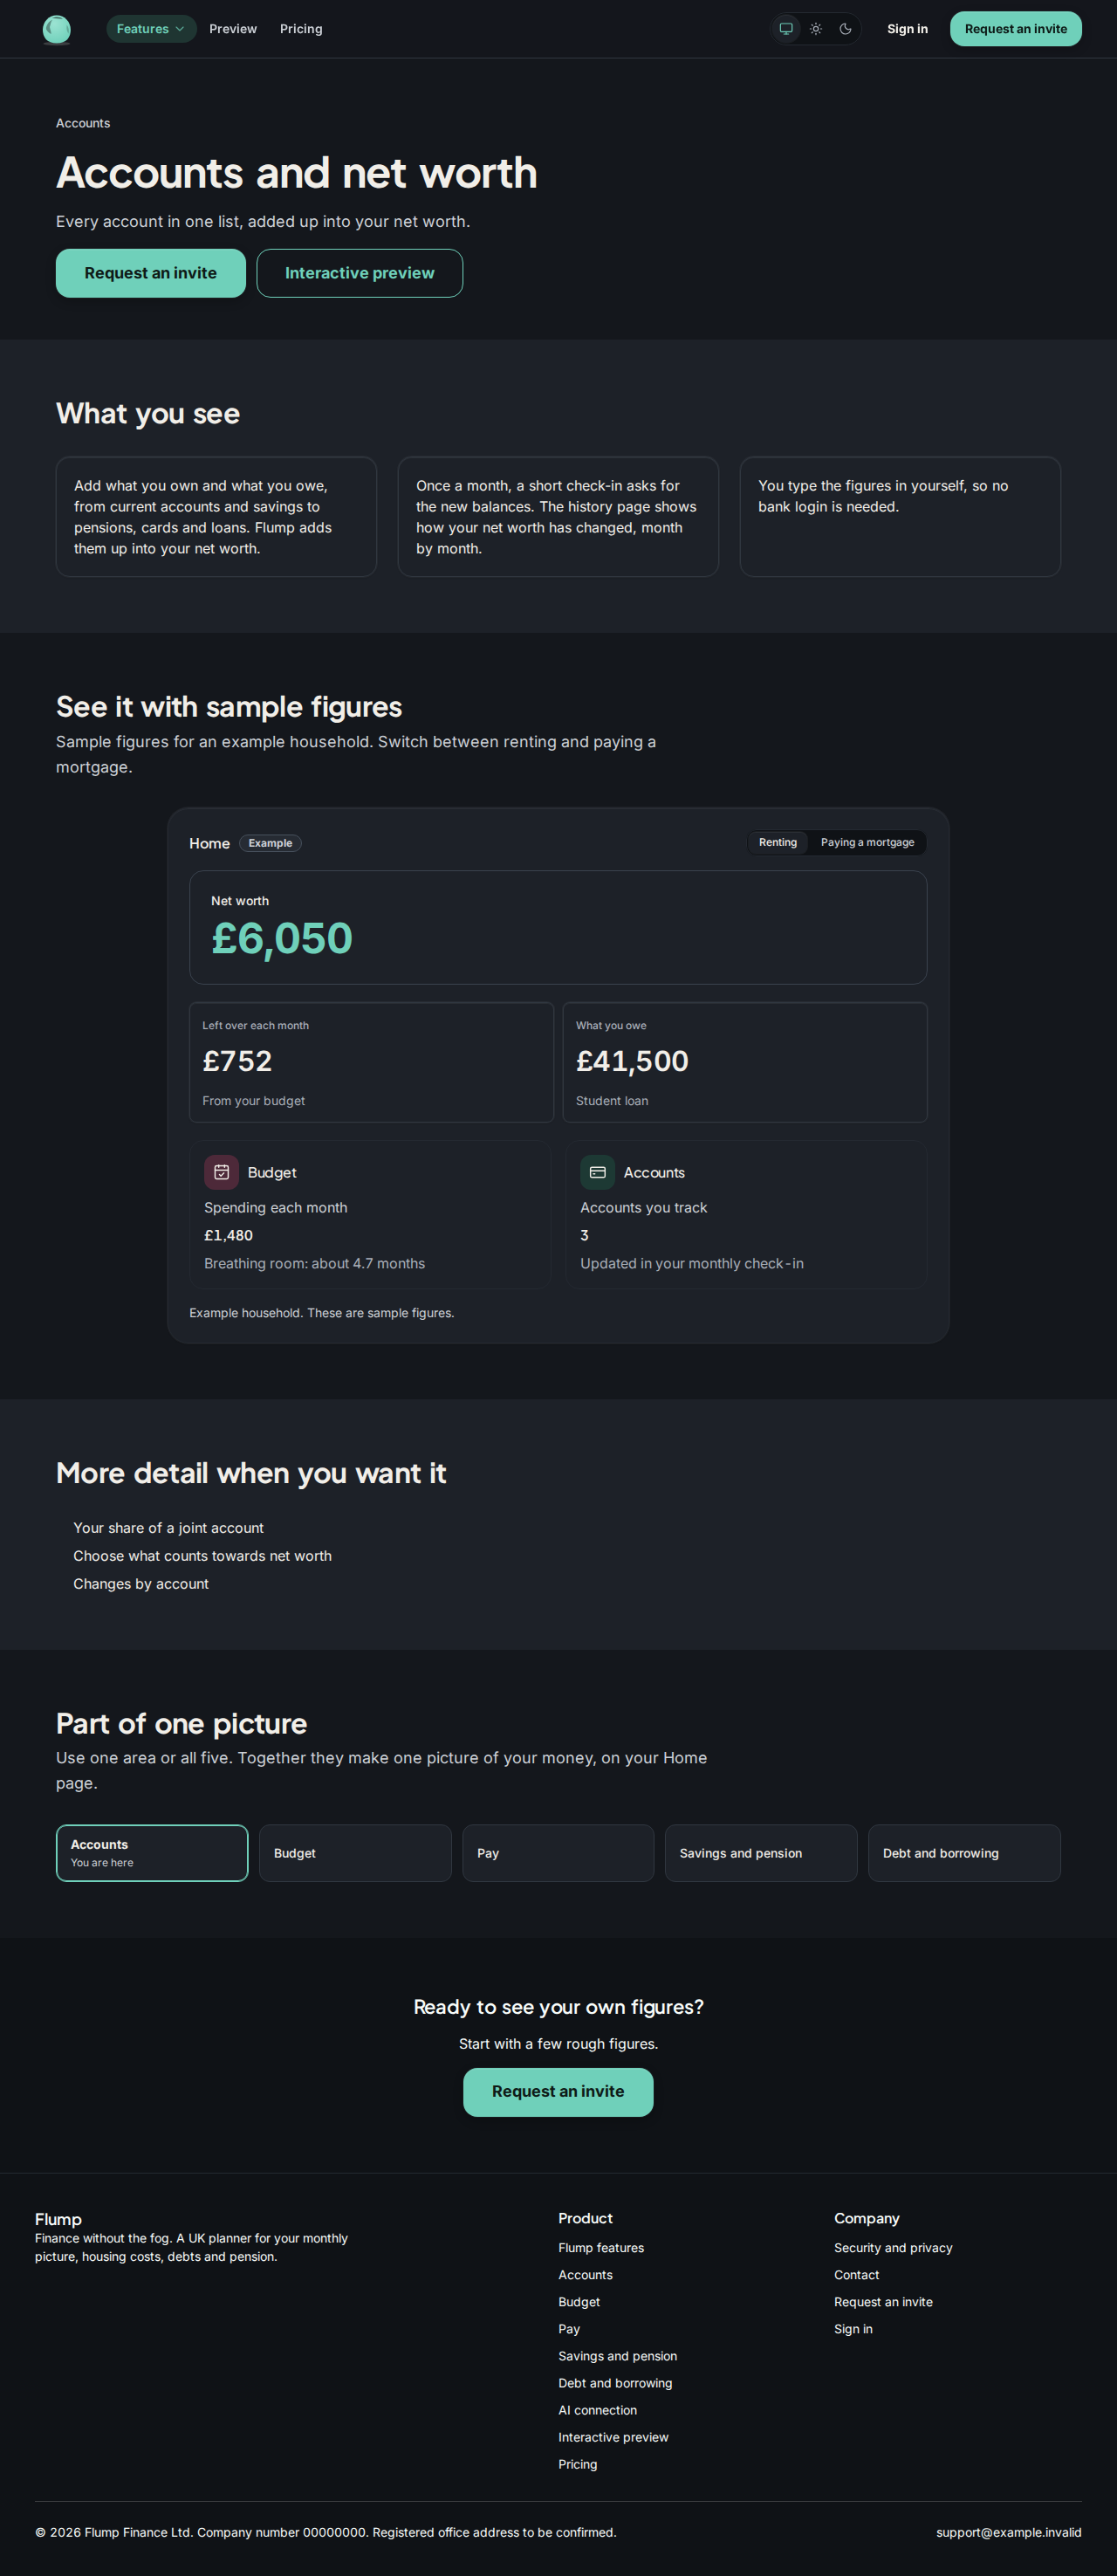 Features
Preview
Pricing
Sign in
Request an invite
Accounts
Accounts and net worth
Every account in one list, added up into your net worth.
Request an invite
Interactive preview
What you see
Add what you own and what you owe,
from current accounts and savings to
pensions, cards and loans. Flump adds
them up into your net worth.
Once a month, a short check-in asks for
the new balances. The history page shows
how your net worth has changed, month
by month.
You type the figures in yourself, so no
bank login is needed.
See it with sample figures
Sample figures for an example household. Switch between renting and paying a
mortgage.
Home
Example
Renting
Paying a mortgage
Net worth
£6,050
Left over each month
£752
From your budget
What you owe
£41,500
Student loan
Budget
Spending each month
£1,480
Breathing room: about 4.7 months
Accounts
Accounts you track
3
Updated in your monthly check-in
Example household. These are sample figures.
More detail when you want it
Your share of a joint account
Choose what counts towards net worth
Changes by account
Part of one picture
Use one area or all five. Together they make one picture of your money, on your Home
page.
Accounts
You are here
Budget
Pay
Savings and pension
Debt and borrowing
Ready to see your own figures?
Start with a few rough figures.
Request an invite
Flump
Finance without the fog. A UK planner for your monthly
picture, housing costs, debts and pension.
Product
Flump features
Accounts
Budget
Pay
Savings and pension
Debt and borrowing
AI connection
Interactive preview
Pricing
Company
Security and privacy
Contact
Request an invite
Sign in
© 2026 Flump Finance Ltd. Company number 00000000. Registered office address to be confirmed.
support@example.invalid